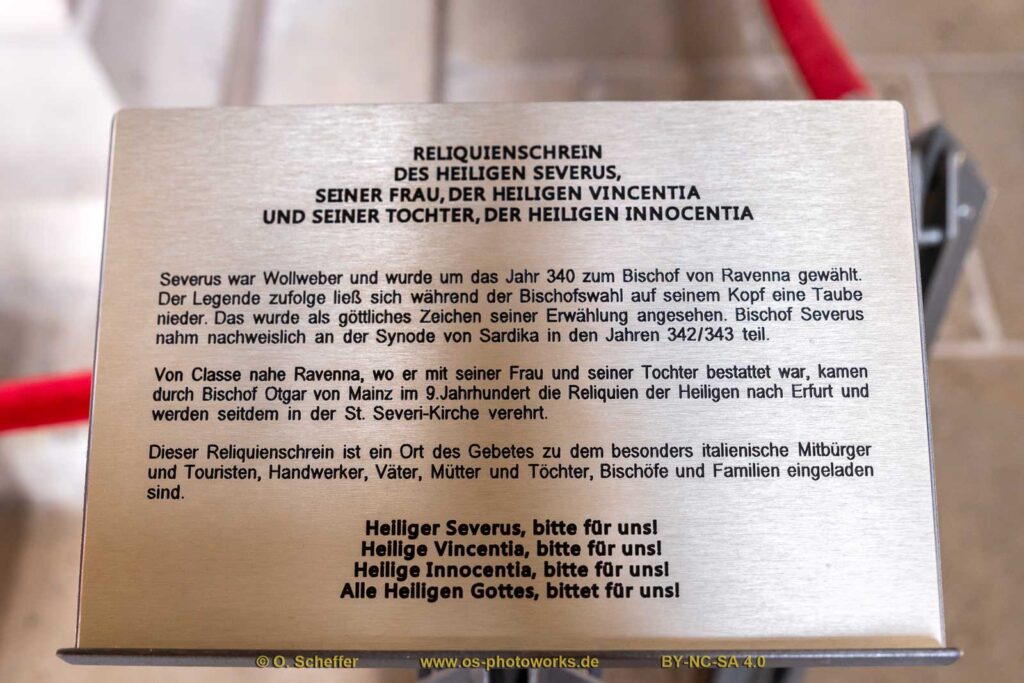 RELIQUIENSCHREIN
DES HEILIGEN SEVERUS,
SEINER FRAU, DER HEILIGEN VINCENTIA
UND SEINER TOCHTER, DER HEILIGEN INNOCENTIA
Severus war Wollweber und wurde um das Jahr 340 zum Bischof von Ravenna gewählt.
Der Legende zufolge ließ sich während der Bischofswahl auf seinem Kopf eine Taube
nieder. Das wurde als göttliches Zeichen seiner Erwählung angesehen. Bischof Severus
nahm nachweislich an der Synode von Sardika in den Jahren 342/343 teil.
Von Classe nahe Ravenna, wo er mit seiner Frau und seiner Tochter bestattet war, kamen
durch Bischof Otgar von Mainz im 9.Jahrhundert die Reliquien der Heiligen nach Erfurt und
werden seitdem in der St. Severi-Kirche verehrt.
Dieser Reliquienschrein ist ein Ort des Gebetes zu dem besonders italienische Mitbürger
und Touristen, Handwerker, Väter, Mütter und Töchter, Bischöfe und Familien eingeladen
sind.
Heiliger Severus, bitte für uns!
Heilige Vincentia, bitte für uns!
Heilige Innocentia, bitte für uns!
Alle Heiligen Gottes, bittet für uns!
© O. Scheffer www.os-photoworks.de BY-NC-SA 4.0